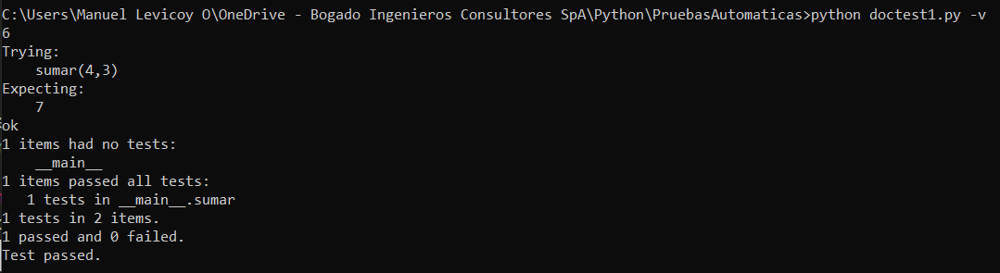 C:\Users\Manuel Levicoy O\OneDrive - Bogado Ingenieros Consultores SpA\Python\PruebasAutomaticas>python doctest1.py -v
6
Trying:
    sumar(4,3)
Expecting:
    7
ok
1 items had no tests:
    __main__
1 items passed all tests:
   1 tests in __main__.sumar
1 tests in 2 items.
1 passed and 0 failed.
Test passed.